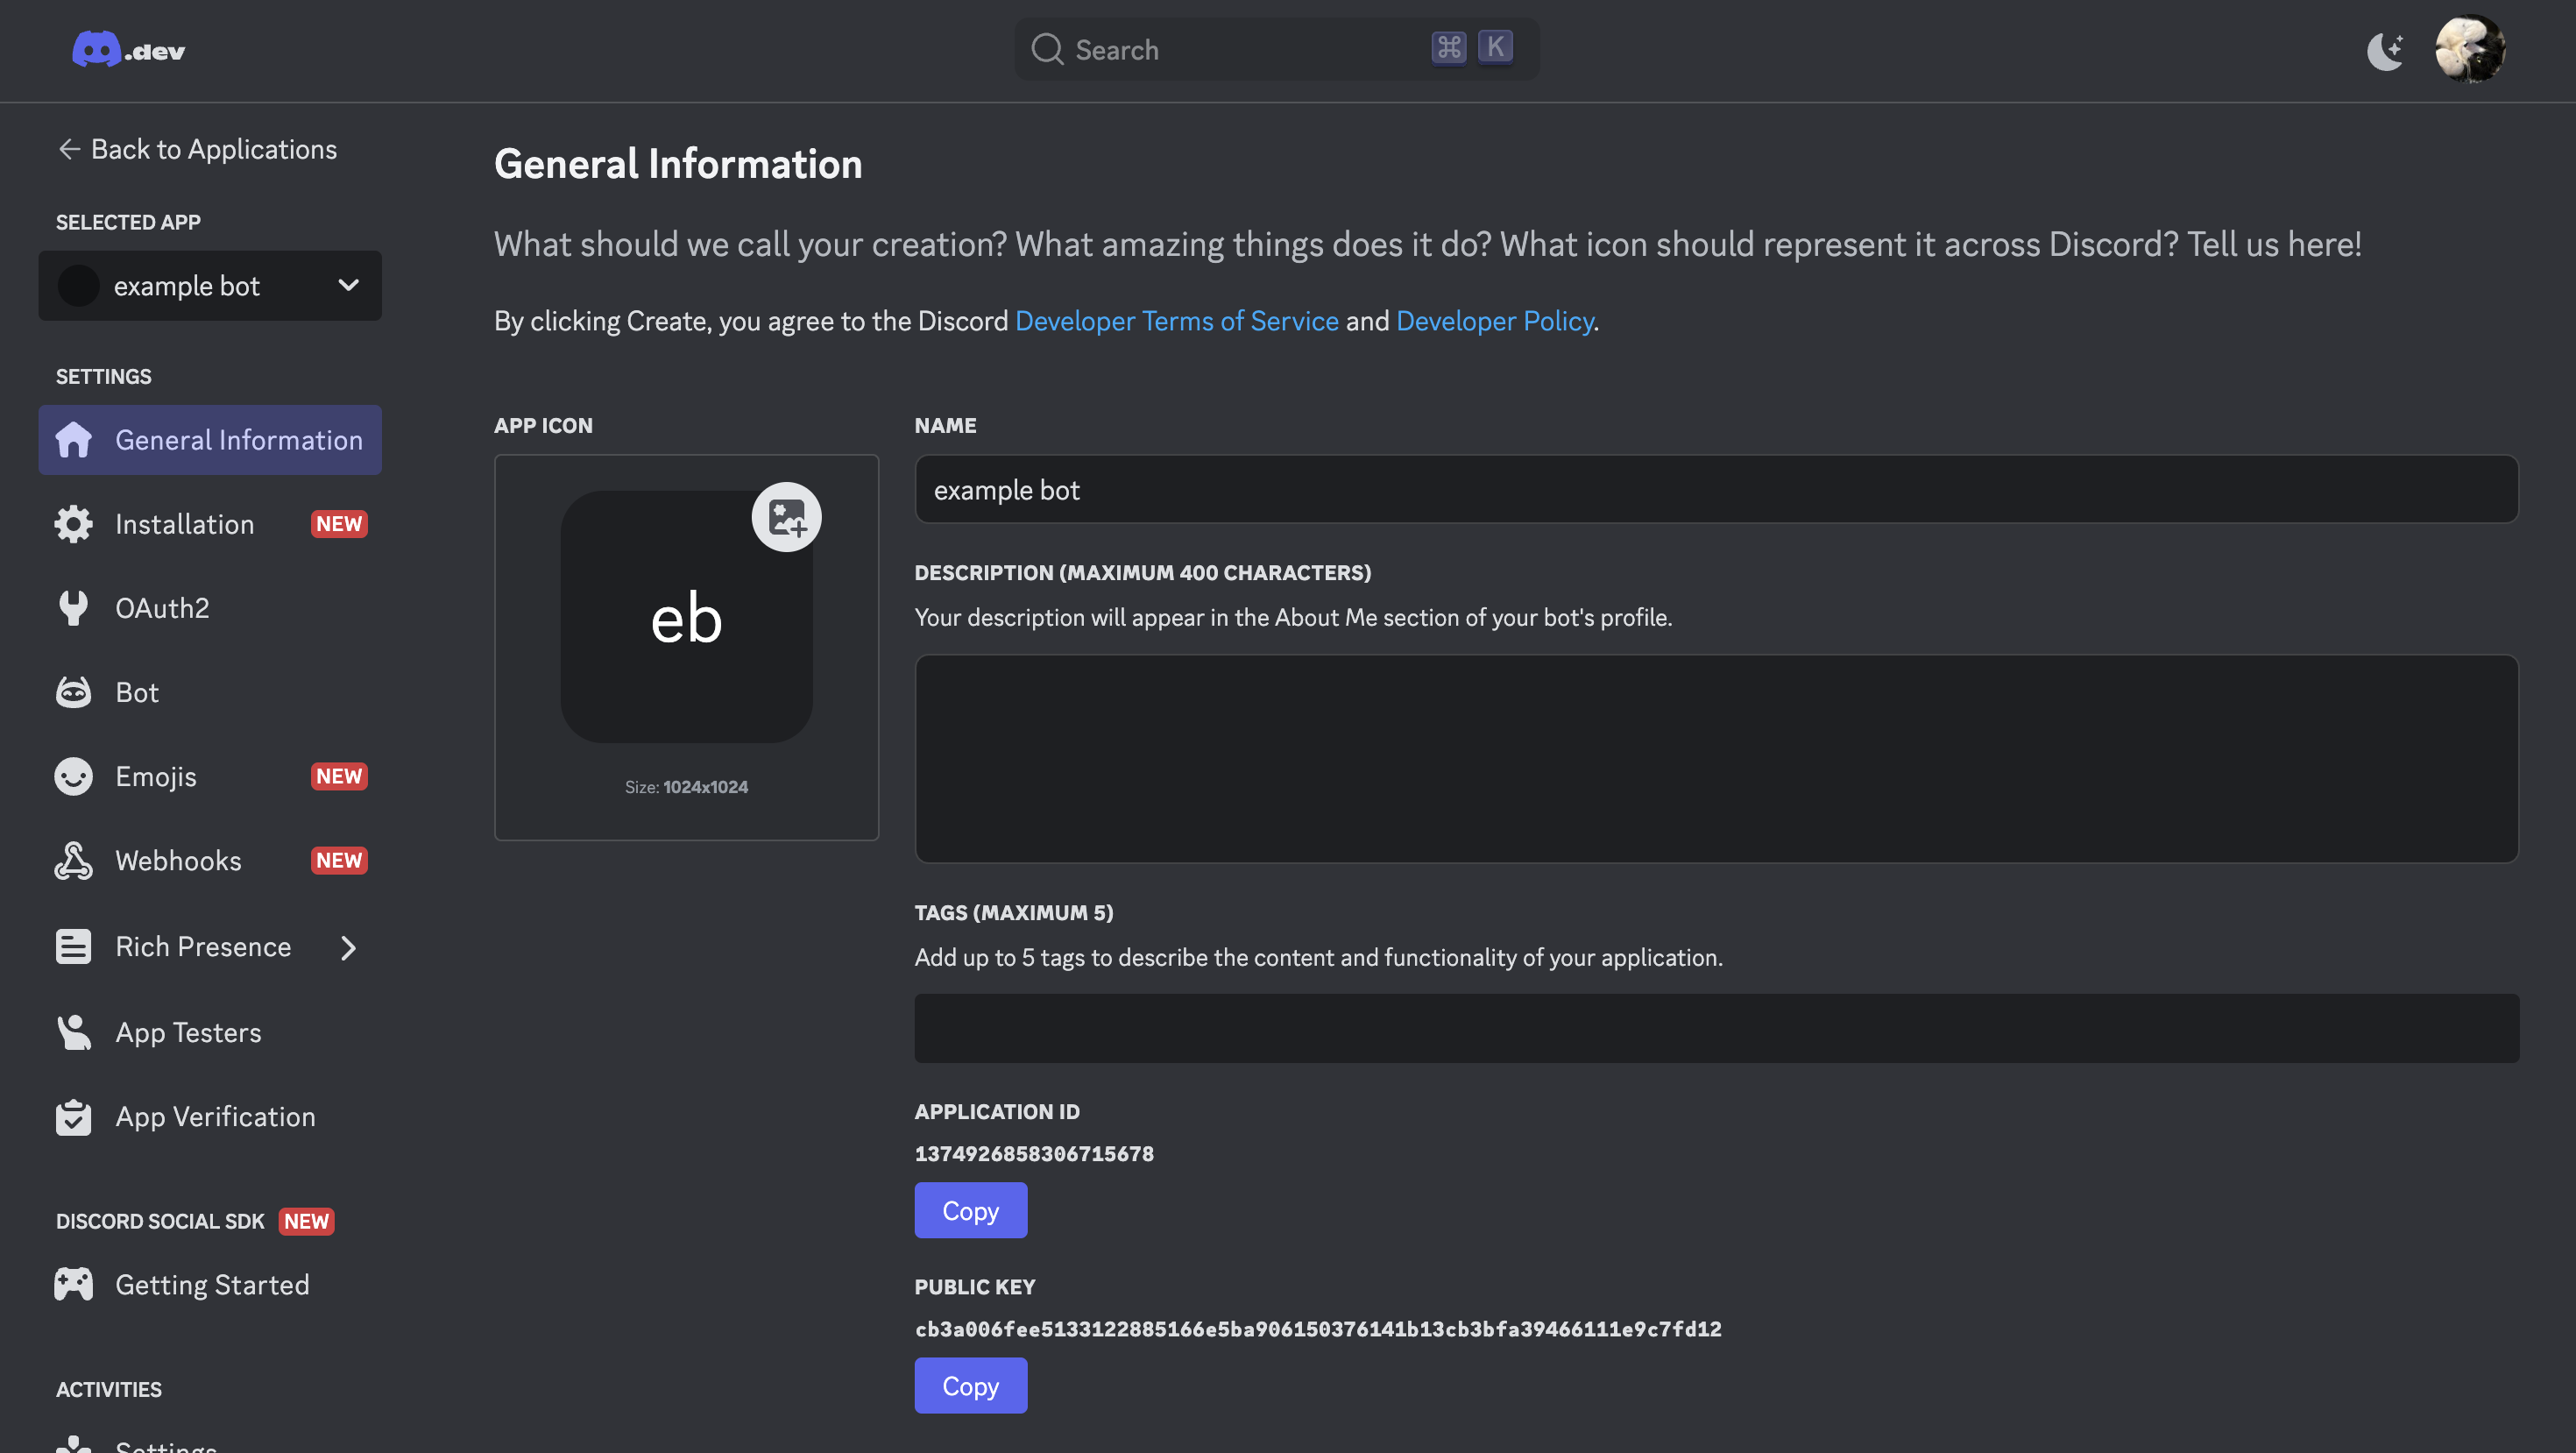 .dev
Search ⌘ K
← Back to Applications
SELECTED APP
example bot
SETTINGS
General Information
Installation NEW
OAuth2
Bot
Emojis NEW
Webhooks NEW
Rich Presence
App Testers
App Verification
DISCORD SOCIAL SDK NEW
Getting Started
ACTIVITIES
Settings
General Information
What should we call your creation? What amazing things does it do? What icon should represent it across Discord? Tell us here!
By clicking Create, you agree to the Discord Developer Terms of Service and Developer Policy.
APP ICON
eb
Size: 1024x1024
NAME
example bot
DESCRIPTION (MAXIMUM 400 CHARACTERS)
Your description will appear in the About Me section of your bot's profile.
TAGS (MAXIMUM 5)
Add up to 5 tags to describe the content and functionality of your application.
APPLICATION ID
1374926858306715678
Copy
PUBLIC KEY
cb3a006fee5133122885166e5ba906150376141b13cb3bfa39466111e9c7fd12
Copy